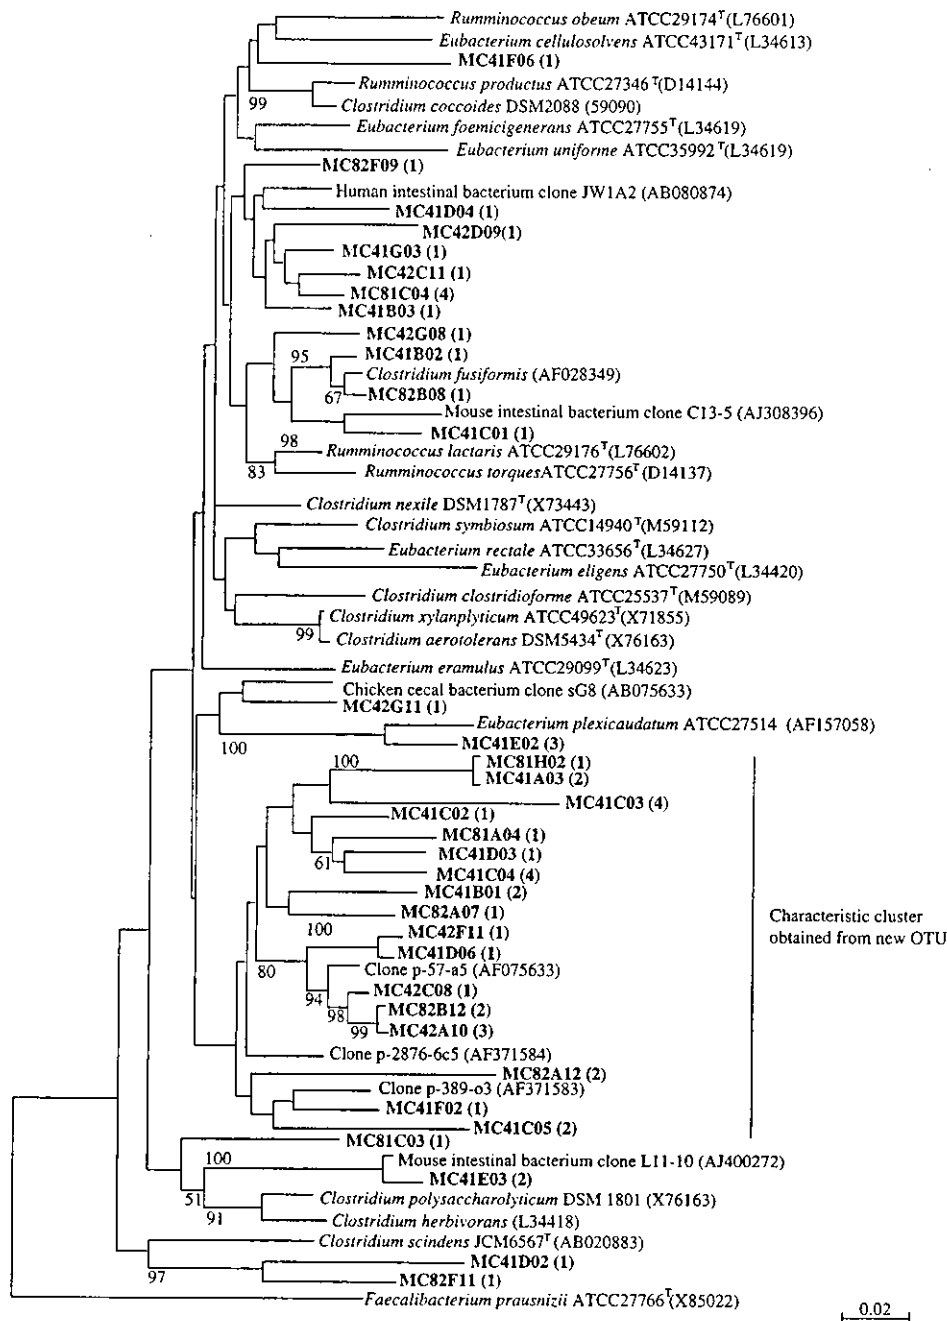 Rumminococcus obeum ATCC29174T(L76601)
Eubacterium cellulosolvens ATCC43171T(L34613)
MC41F06 (1)
Rumminococcus productus ATCC27346T(D14144)
99
Clostridium coccoides DSM2088 (59090)
Eubacterium foemicigenerans ATCC27755T(L34619)
Eubacterium uniforme ATCC35992T(L34619)
MC82F09 (1)
Human intestinal bacterium clone JW1A2 (AB080874)
MC41D04 (1)
MC42D09(1)
MC41G03 (1)
MC42C11 (1)
MC81C04 (4)
MC41B03 (1)
MC42G08 (1)
95
MC41B02 (1)
Clostridium fusiformis (AF028349)
67
MC82B08 (1)
Mouse intestinal bacterium clone C13-5 (AJ308396)
MC41C01 (1)
98
Rumminococcus lactaris ATCC29176T(L76602)
83
Rumminococcus torquesATCC27756T(D14137)
Clostridium nexile DSM1787T(X73443)
Clostridium symbiosum ATCC14940T(M59112)
Eubacterium rectale ATCC33656T(L34627)
Eubacterium eligens ATCC27750T(L34420)
Clostridium clostridioforme ATCC25537T(M59089)
Clostridium xylanplyticum ATCC49623T(X71855)
99
Clostridium aerotolerans DSM5434T(X76163)
Eubacterium eramulus ATCC29099T(L34623)
Chicken cecal bacterium clone sG8 (AB075633)
MC42G11 (1)
Eubacterium plexicaudatum ATCC27514 (AF157058)
100
MC41E02 (3)
100
MC81H02 (1)
MC41A03 (2)
MC41C03 (4)
MC41C02 (1)
MC81A04 (1)
MC41D03 (1)
61
MC41C04 (4)
MC41B01 (2)
MC82A07 (1)
100
MC42F11 (1)
MC41D06 (1)
80
Clone p-57-a5 (AF075633)
MC42C08 (1)
94
MC82B12 (2)
98
99
MC42A10 (3)
Clone p-2876-6c5 (AF371584)
MC82A12 (2)
Clone p-389-o3 (AF371583)
MC41F02 (1)
MC41C05 (2)
Characteristic cluster
obtained from new OTU
MC81C03 (1)
100
Mouse intestinal bacterium clone L11-10 (AJ400272)
MC41E03 (2)
51
Clostridium polysaccharolyticum DSM 1801 (X76163)
91
Clostridium herbivorans (L34418)
Clostridium scindens JCM6567T(AB020883)
MC41D02 (1)
97
MC82F11 (1)
Faecalibacterium prausnizii ATCC27766T(X85022)
0.02